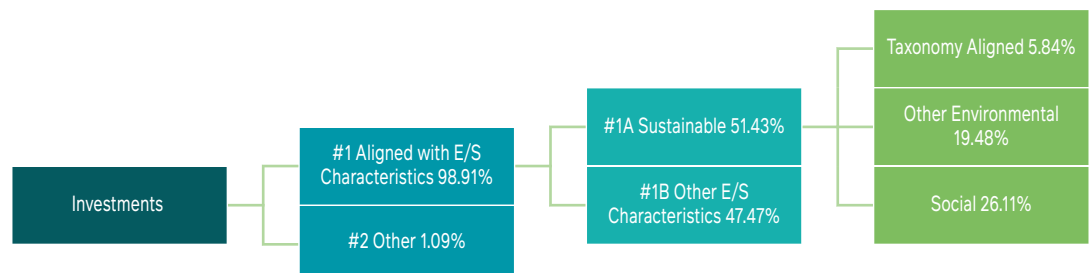 Investments
#1 Aligned with E/S
Characteristics 98.91%
#2 Other 1.09%
#1A Sustainable 51.43%
#1B Other E/S
Characteristics 47.47%
Taxonomy Aligned 5.84%
Other Environmental
19.48%
Social 26.11%